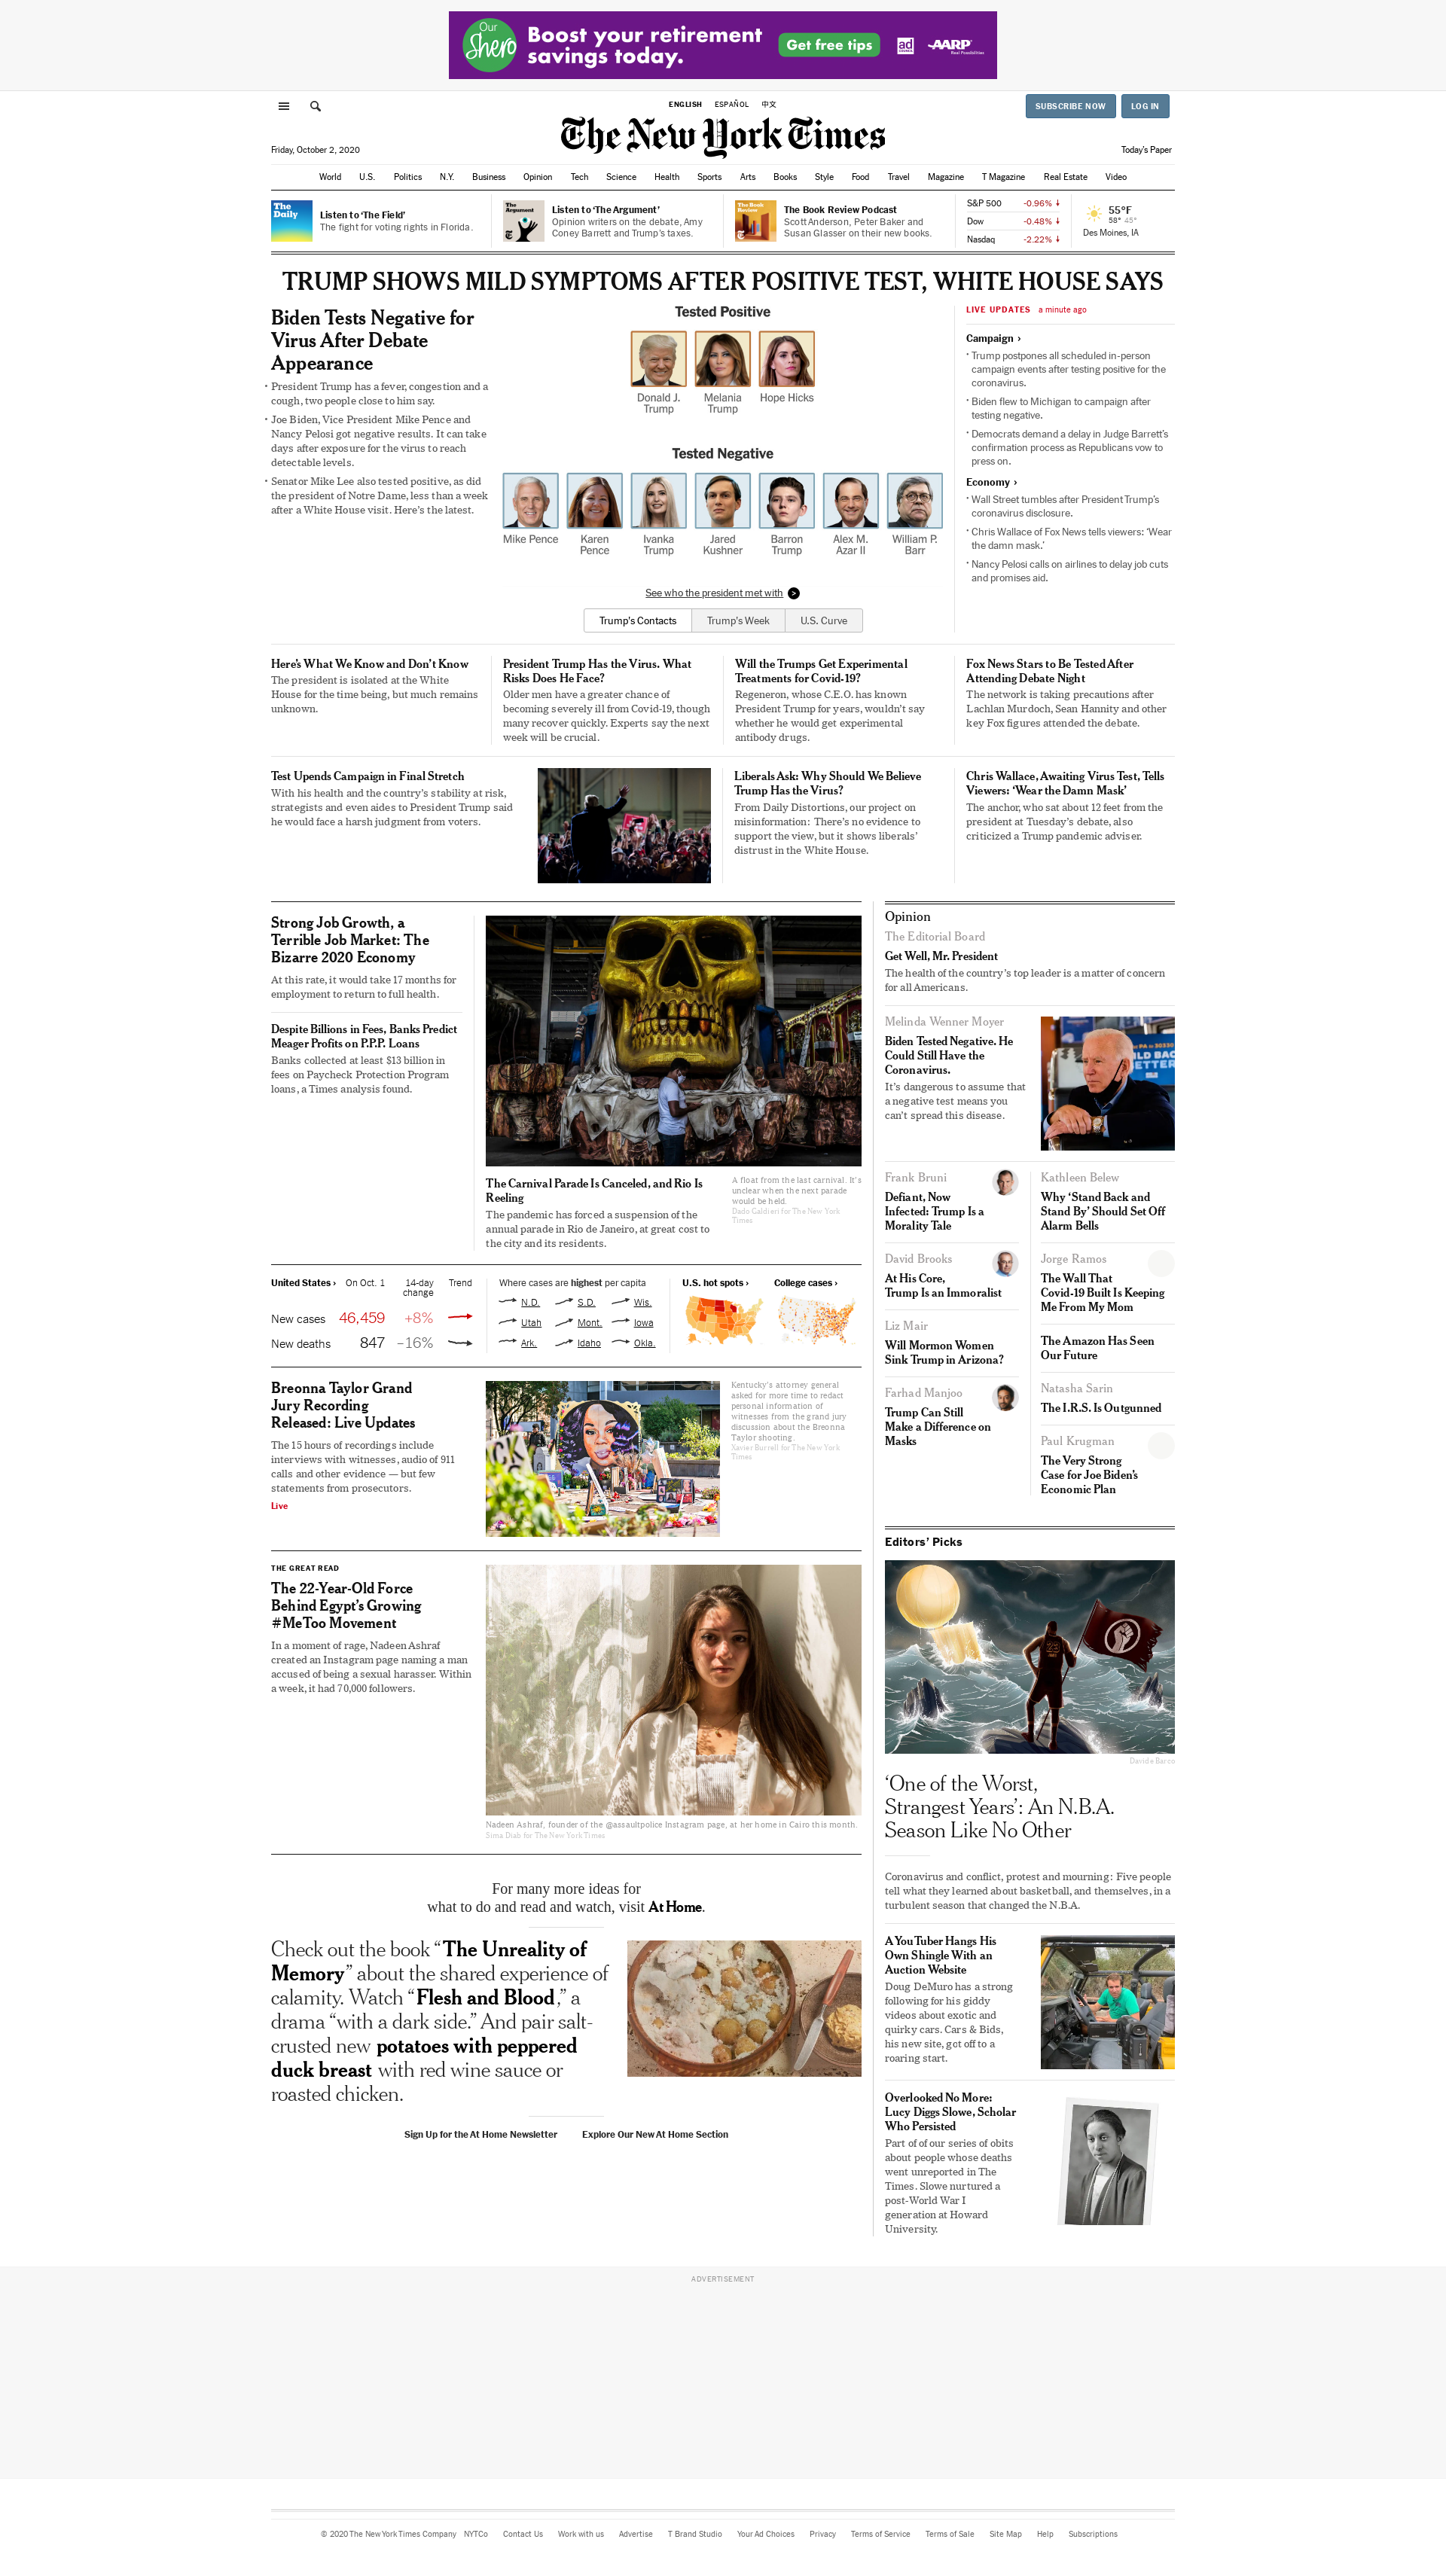 Our
Shero
Boost your retirement
savings today.
Get free tips
ad
AARP
Real Possibilities
ENGLISH ESPAÑOL 中文
SUBSCRIBE NOW LOG IN
The New York Times
Friday, October 2, 2020
Today's Paper
World U.S. Politics N.Y. Business Opinion Tech Science Health Sports Arts Books Style Food Travel Magazine T Magazine Real Estate Video
The
Daily
Listen to ‘The Field’
The fight for voting rights in Florida.
The
Argument
Listen to ‘The Argument’
Opinion writers on the debate, Amy
Coney Barrett and Trump’s taxes.
The Book
Review
The Book Review Podcast
Scott Anderson, Peter Baker and
Susan Glasser on their new books.
S&P 500 -0.96%
Dow -0.48%
Nasdaq -2.22%
55°F
58° 45°
Des Moines, IA
TRUMP SHOWS MILD SYMPTOMS AFTER POSITIVE TEST, WHITE HOUSE SAYS
Biden Tests Negative for
Virus After Debate
Appearance
• President Trump has a fever, congestion and a
cough, two people close to him say.
• Joe Biden, Vice President Mike Pence and
Nancy Pelosi got negative results. It can take
days after exposure for the virus to reach
detectable levels.
• Senator Mike Lee also tested positive, as did
the president of Notre Dame, less than a week
after a White House visit. Here’s the latest.
Tested Positive
Donald J.
Trump
Melania
Trump
Hope Hicks
Tested Negative
Mike Pence
Karen
Pence
Ivanka
Trump
Jared
Kushner
Barron
Trump
Alex M.
Azar II
William P.
Barr
See who the president met with >
Trump’s Contacts Trump’s Week U.S. Curve
LIVE UPDATES a minute ago
Campaign ›
• Trump postpones all scheduled in-person
campaign events after testing positive for the
coronavirus.
• Biden flew to Michigan to campaign after
testing negative.
• Democrats demand a delay in Judge Barrett’s
confirmation process as Republicans vow to
press on.
Economy ›
• Wall Street tumbles after President Trump’s
coronavirus disclosure.
• Chris Wallace of Fox News tells viewers: ‘Wear
the damn mask.’
• Nancy Pelosi calls on airlines to delay job cuts
and promises aid.
Here’s What We Know and Don’t Know
The president is isolated at the White
House for the time being, but much remains
unknown.
President Trump Has the Virus. What
Risks Does He Face?
Older men have a greater chance of
becoming severely ill from Covid-19, though
many recover quickly. Experts say the next
week will be crucial.
Will the Trumps Get Experimental
Treatments for Covid-19?
Regeneron, whose C.E.O. has known
President Trump for years, wouldn’t say
whether he would get experimental
antibody drugs.
Fox News Stars to Be Tested After
Attending Debate Night
The network is taking precautions after
Lachlan Murdoch, Sean Hannity and other
key Fox figures attended the debate.
Test Upends Campaign in Final Stretch
With his health and the country’s stability at risk,
strategists and even aides to President Trump said
he would face a harsh judgment from voters.
Liberals Ask: Why Should We Believe
Trump Has the Virus?
From Daily Distortions, our project on
misinformation: There’s no evidence to
support the view, but it shows liberals’
distrust in the White House.
Chris Wallace, Awaiting Virus Test, Tells
Viewers: ‘Wear the Damn Mask’
The anchor, who sat about 12 feet from the
president at Tuesday’s debate, also
criticized a Trump pandemic adviser.
Strong Job Growth, a
Terrible Job Market: The
Bizarre 2020 Economy
At this rate, it would take 17 months for
employment to return to full health.
Despite Billions in Fees, Banks Predict
Meager Profits on P.P.P. Loans
Banks collected at least $13 billion in
fees on Paycheck Protection Program
loans, a Times analysis found.
The Carnival Parade Is Canceled, and Rio Is
Reeling
The pandemic has forced a suspension of the
annual parade in Rio de Janeiro, at great cost to
the city and its residents.
A float from the last carnival. It’s
unclear when the next parade
would be held.
Dado Galdieri for The New York
Times
United States › On Oct. 1 14-day
change Trend
New cases 46,459 +8%
New deaths 847 –16%
Where cases are highest per capita
N.D. S.D. Wis.
Utah Mont. Iowa
Ark. Idaho Okla.
U.S. hot spots ›
College cases ›
Breonna Taylor Grand
Jury Recording
Released: Live Updates
The 15 hours of recordings include
interviews with witnesses, audio of 911
calls and other evidence — but few
statements from prosecutors.
Live
Kentucky’s attorney general
asked for more time to redact
personal information of
witnesses from the grand jury
discussion about the Breonna
Taylor shooting.
Xavier Burrell for The New York
Times
THE GREAT READ
The 22-Year-Old Force
Behind Egypt’s Growing
#MeToo Movement
In a moment of rage, Nadeen Ashraf
created an Instagram page naming a man
accused of being a sexual harasser. Within
a week, it had 70,000 followers.
Nadeen Ashraf, founder of the @assaultpolice Instagram page, at her home in Cairo this month.
Sima Diab for The New York Times
For many more ideas for
what to do and read and watch, visit At Home.
Check out the book “The Unreality of
Memory” about the shared experience of
calamity. Watch “Flesh and Blood,” a
drama “with a dark side.” And pair salt-
crusted new potatoes with peppered
duck breast with red wine sauce or
roasted chicken.
Sign Up for the At Home Newsletter Explore Our New At Home Section
Opinion
The Editorial Board
Get Well, Mr. President
The health of the country’s top leader is a matter of concern
for all Americans.
Melinda Wenner Moyer
Biden Tested Negative. He
Could Still Have the
Coronavirus.
It’s dangerous to assume that
a negative test means you
can’t spread this disease.
Frank Bruni
Defiant, Now
Infected: Trump Is a
Morality Tale
David Brooks
At His Core,
Trump Is an Immoralist
Liz Mair
Will Mormon Women
Sink Trump in Arizona?
Farhad Manjoo
Trump Can Still
Make a Difference on
Masks
Kathleen Belew
Why ‘Stand Back and
Stand By’ Should Set Off
Alarm Bells
Jorge Ramos
The Wall That
Covid-19 Built Is Keeping
Me From My Mom
The Amazon Has Seen
Our Future
Natasha Sarin
The I.R.S. Is Outgunned
Paul Krugman
The Very Strong
Case for Joe Biden’s
Economic Plan
Editors’ Picks
23
Davide Barco
‘One of the Worst,
Strangest Years’: An N.B.A.
Season Like No Other
Coronavirus and conflict, protest and mourning: Five people
tell what they learned about basketball, and themselves, in a
turbulent season that changed the N.B.A.
A YouTuber Hangs His
Own Shingle With an
Auction Website
Doug DeMuro has a strong
following for his giddy
videos about exotic and
quirky cars. Cars & Bids,
his new site, got off to a
roaring start.
Overlooked No More:
Lucy Diggs Slowe, Scholar
Who Persisted
Part of of our series of obits
about people whose deaths
went unreported in The
Times. Slowe nurtured a
post-World War I
generation at Howard
University.
ADVERTISEMENT
© 2020 The New York Times Company NYTCo Contact Us Work with us Advertise T Brand Studio Your Ad Choices Privacy Terms of Service Terms of Sale Site Map Help Subscriptions